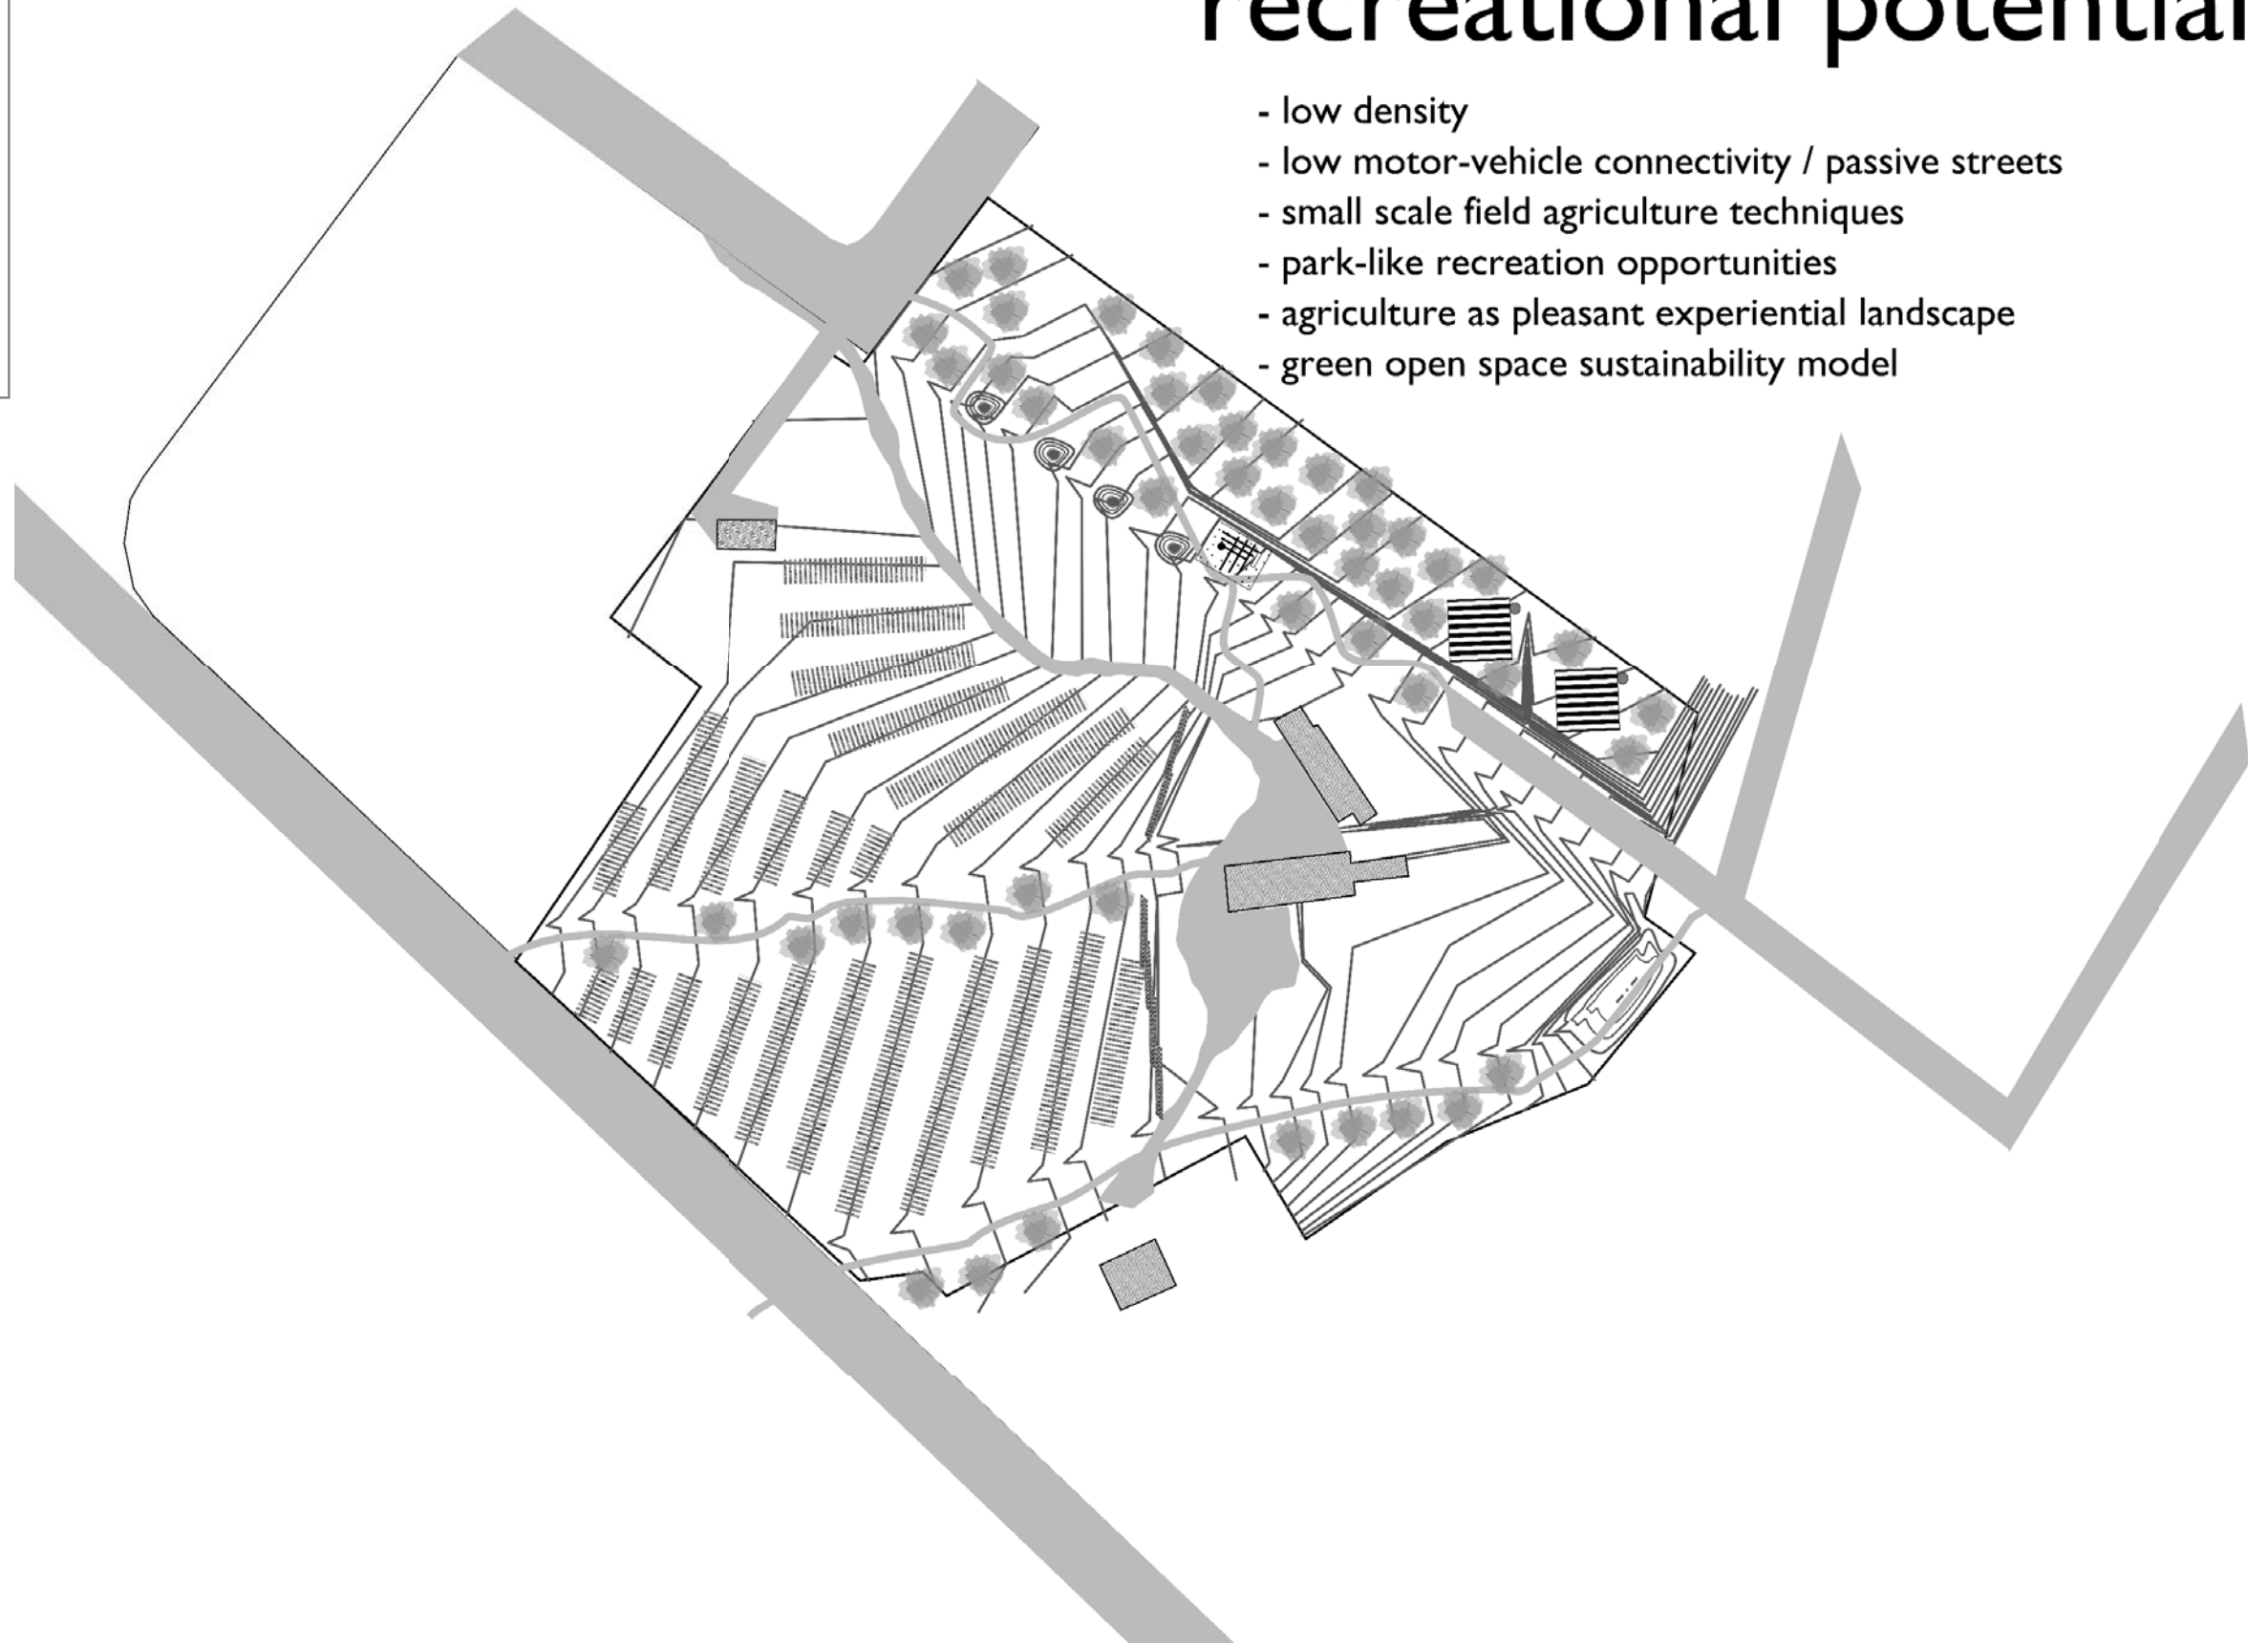 recreational potential
- low density
- low motor-vehicle connectivity / passive streets
- small scale field agriculture techniques
- park-like recreation opportunities
- agriculture as pleasant experiential landscape
- green open space sustainability model